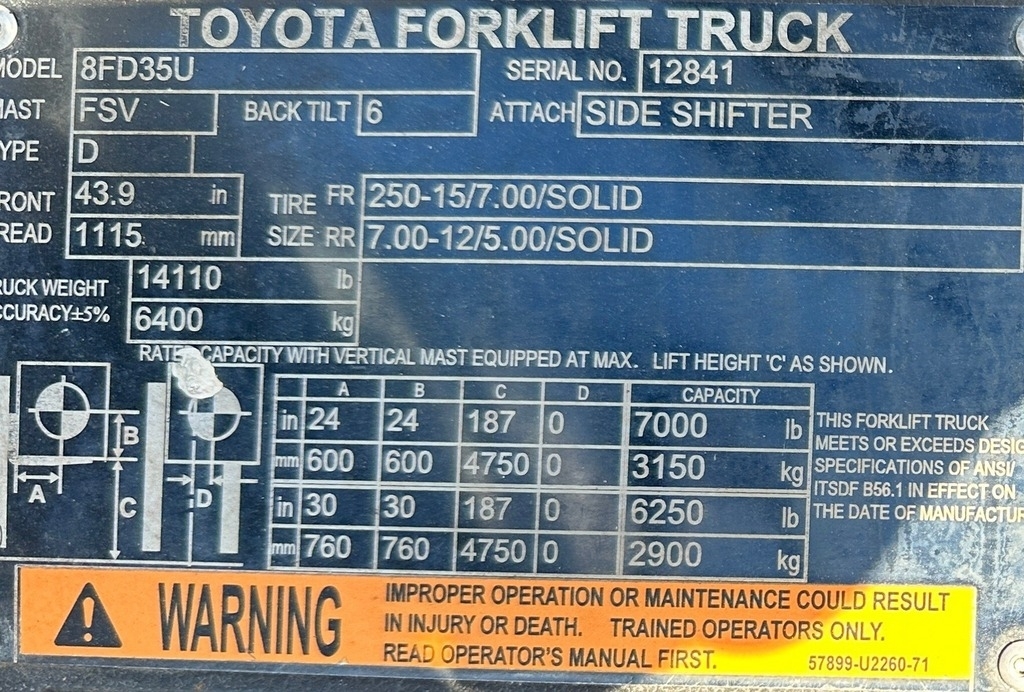 TOYOTA FORKLIFT TRUCK
MODEL 8FD35U SERIAL NO. 12841
MAST FSV BACK TILT 6 ATTACH SIDE SHIFTER
TYPE D
FRONT 43.9 in TIRE FR 250-15/7.00/SOLID
TREAD 1115 mm SIZE RR 7.00-12/5.00/SOLID
TRUCK WEIGHT 14110 lb
ACCURACY±5% 6400 kg
RATED CAPACITY WITH VERTICAL MAST EQUIPPED AT MAX. LIFT HEIGHT 'C' AS SHOWN.
A B C D CAPACITY
in 24 24 187 0 7000 lb
mm 600 600 4750 0 3150 kg
in 30 30 187 0 6250 lb
mm 760 760 4750 0 2900 kg
A B C D
THIS FORKLIFT TRUCK
MEETS OR EXCEEDS DESIG
SPECIFICATIONS OF ANSI/
ITSDF B56.1 IN EFFECT ON
THE DATE OF MANUFACTUR
WARNING
IMPROPER OPERATION OR MAINTENANCE COULD RESULT
IN INJURY OR DEATH. TRAINED OPERATORS ONLY.
READ OPERATOR'S MANUAL FIRST. 57899-U2260-71